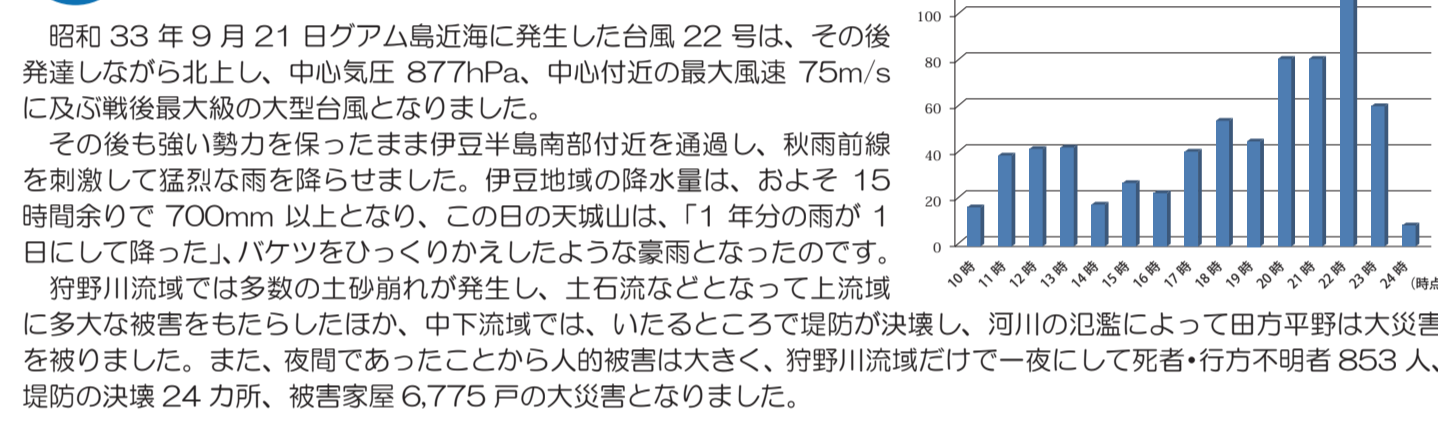 昭和 33 年 9 月 21 日グアム島近海に発生した台風 22 号は、その後
発達しながら北上し、中心気圧 877hPa、中心付近の最大風速 75m/s
に及ぶ戦後最大級の大型台風となりました。
その後も強い勢力を保ったまま伊豆半島南部付近を通過し、秋雨前線
を刺激して猛烈な雨を降らせました。伊豆地域の降水量は、およそ 15
時間余りで 700mm 以上となり、この日の天城山は、「1 年分の雨が 1
日にして降った」、バケツをひっくりかえしたような豪雨となったのです。
狩野川流域では多数の土砂崩れが発生し、土石流などとなって上流域
に多大な被害をもたらしたほか、中下流域では、いたるところで堤防が決壊し、河川の氾濫によって田方平野は大災害
を被りました。また、夜間であったことから人的被害は大きく、狩野川流域だけで一夜にして死者・行方不明者 853 人、
堤防の決壊 24 カ所、被害家屋 6,775 戸の大災害となりました。
100
80
60
40
20
0
10時 11時 12時 13時 14時 15時 16時 17時 18時 19時 20時 21時 22時 23時 24時 (時点